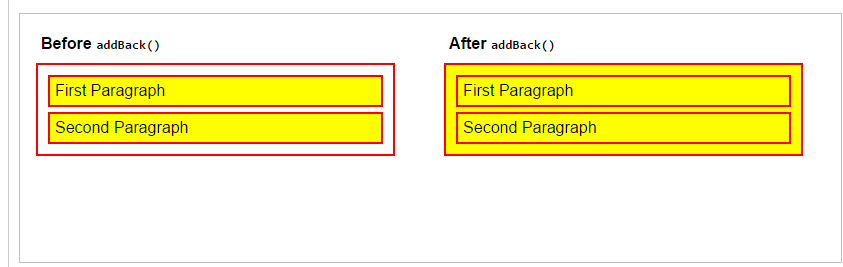 Before addBack()
First Paragraph
Second Paragraph
After addBack()
First Paragraph
Second Paragraph